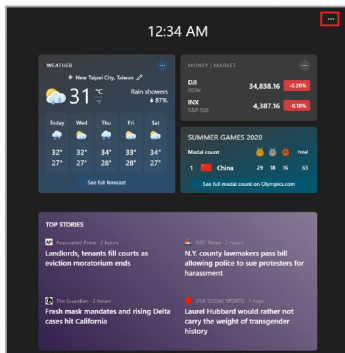 12:34 AM
WEATHER
New Taipei City, Taiwan
31 °C
°F
Rain showers
87%
Today Wed Thu Fri Sat
32° 32° 34° 33° 34°
27° 27° 28° 28° 27°
See full forecast
MONEY | MARKET
DJI
DOW
34,838.16 -0.28%
INX
S&P 500
4,387.16 -0.18%
SUMMER GAMES 2020
Medal count Total
1 China 29 18 16 63
See full medal count on Olympics.com
TOP STORIES
AP Associated Press · 2 hours
Landlords, tenants fill courts as
eviction moratorium ends
NBC News · 2 hours
N.Y. county lawmakers pass bill
allowing police to sue protesters for
harassment
The Guardian · 2 hours
Fresh mask mandates and rising Delta
cases hit California
USA TODAY SPORTS · 1 hour
Laurel Hubbard would rather not
carry the weight of transgender
history